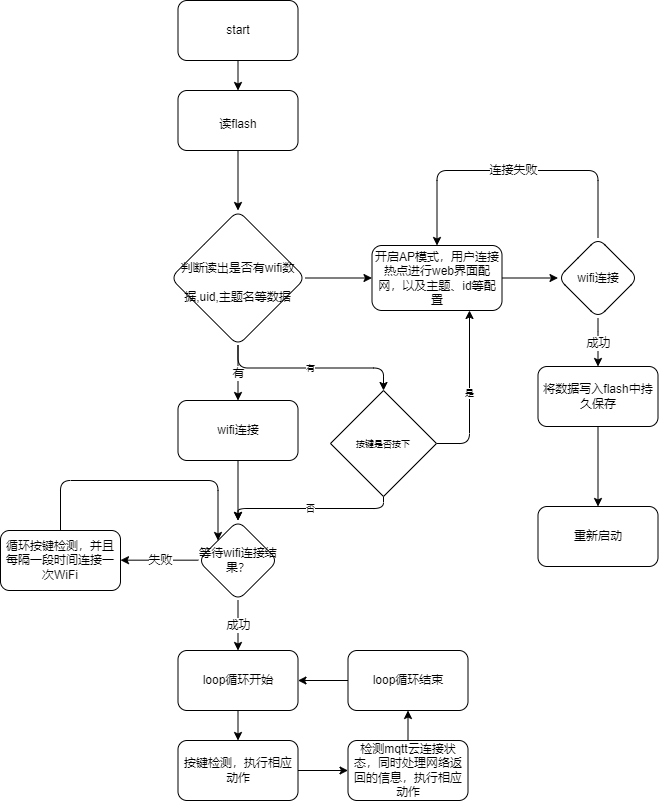 start
读flash
连接失败
判断读出是否有wifi数
据,uid,主题名等数据
开启AP模式，用户连接
热点进行web界面配
网，以及主题、id等配
置
wifi连接
成功
有
有
将数据写入flash中持
久保存
是
wifi连接
按键是否按下
否
重新启动
循环按键检测，并且
每隔一段时间连接一
次WiFi
失败
等待wifi连接结
果?
成功
loop循环开始
loop循环结束
按键检测，执行相应
动作
检测mqtt云连接状
态，同时处理网络返
回的信息，执行相应
动作